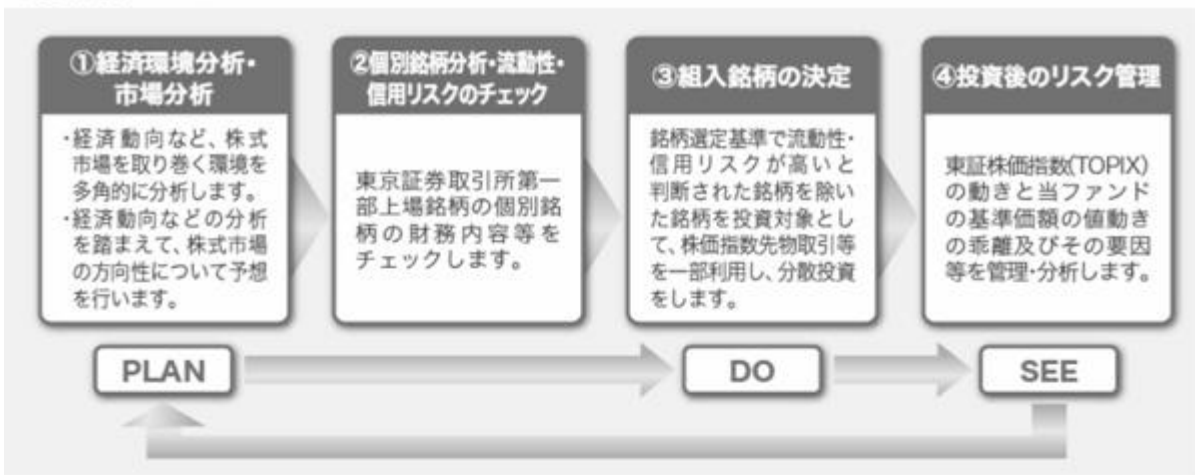 ①経済環境分析・
市場分析
・経済動向など、株式
市場を取り巻く環境を
多角的に分析します。
・経済動向などの分析
を踏まえて、株式市場
の方向性について予想
を行います。
②個別銘柄分析・流動性・
信用リスクのチェック
東京証券取引所第一
部上場銘柄の個別銘
柄の財務内容等を
チェックします。
③組入銘柄の決定
銘柄選定基準で流動性・
信用リスクが高いと
判断された銘柄を除い
た銘柄を投資対象とし
て、株価指数先物取引等
を一部利用し、分散投資
をします。
④投資後のリスク管理
東証株価指数(TOPIX)
の動きと当ファンド
の基準価額の値動き
の乖離及びその要因
等を管理・分析します。
PLAN
DO
SEE